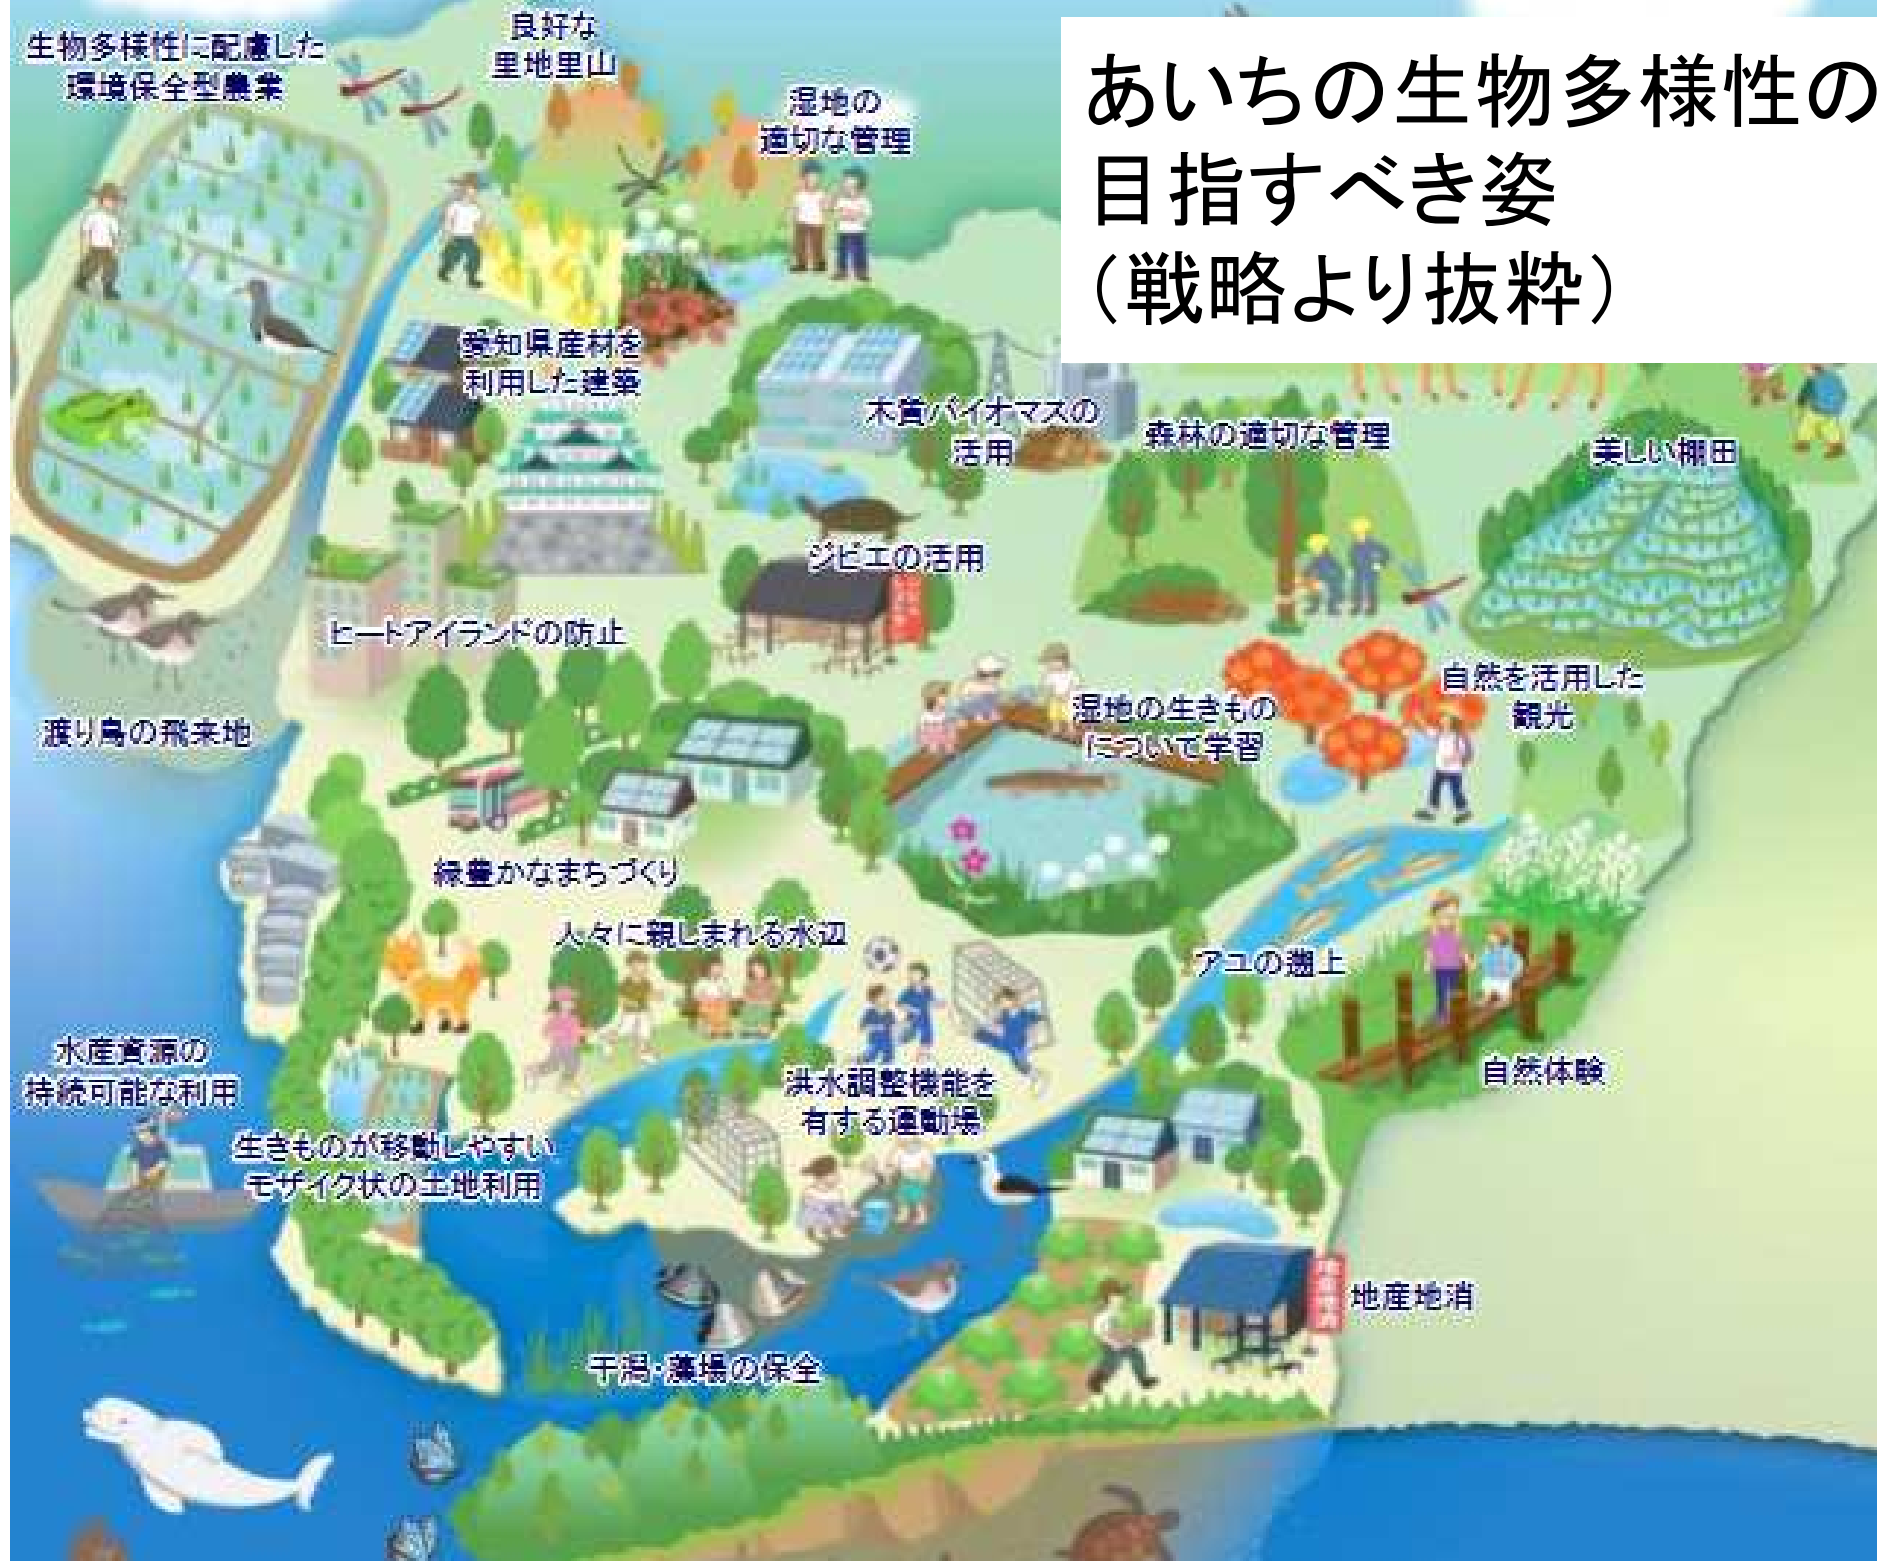 あいちの生物多様性の
目指すべき姿
（戦略より抜粋）
生物多様性に配慮した
環境保全型農業
良好な
里地里山
湿地の
適切な管理
愛知県産材を
利用した建築
木質バイオマスの
活用
森林の適切な管理
美しい棚田
ジビエの活用
ヒートアイランドの防止
渡り鳥の飛来地
湿地の生きもの
について学習
自然を活用した
観光
緑豊かなまちづくり
人々に親しまれる水辺
アユの遡上
水産資源の
持続可能な利用
洪水調整機能を
有する運動場
自然体験
生きものが移動しやすい
モザイク状の土地利用
地産地消
地産地消
干潟・藻場の保全